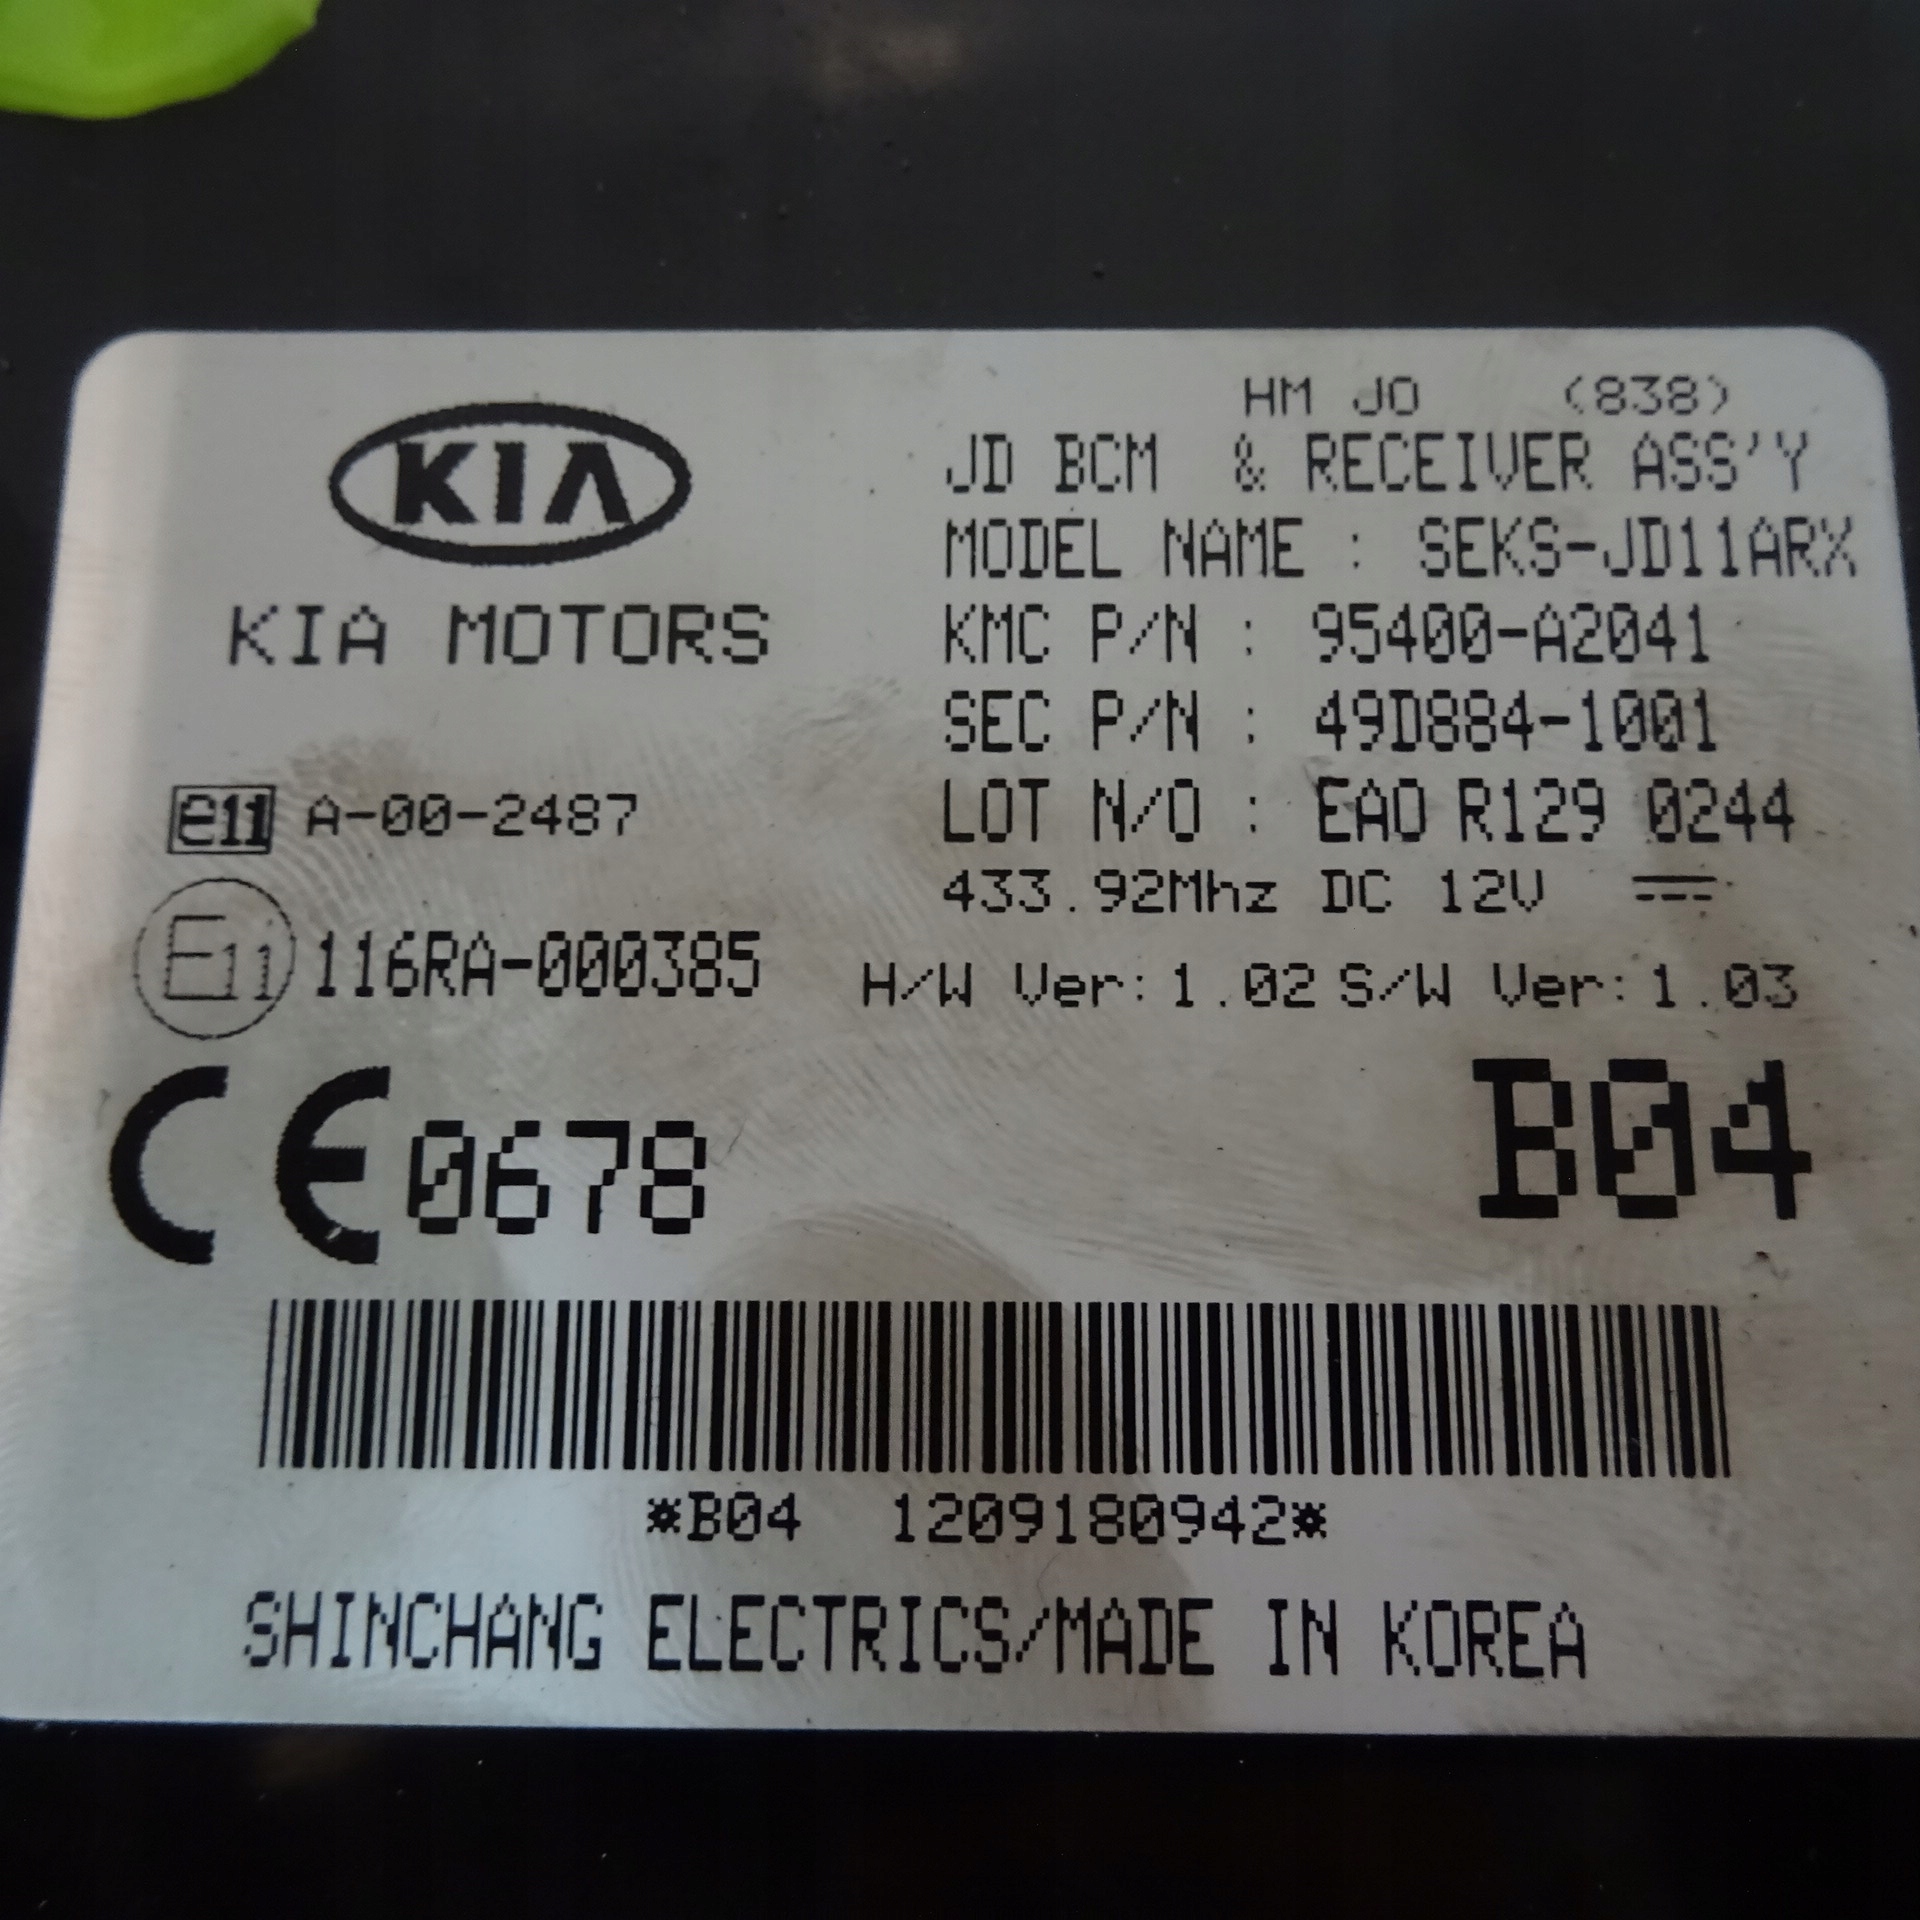 KIA
KIA MOTORS
e11 A-00-2487
E11 116RA-000385
CE 0678
HM JO (838)
JD BCM & RECEIVER ASS'Y
MODEL NAME : SEKS-JD11ARX
KMC P/N : 95400-A2041
SEC P/N : 49D884-1001
LOT N/O : EAO R129 0244
433.92Mhz DC 12V
H/W Ver:1.02 S/W Ver:1.03
B04
*B04 1209180942*
SHINCHANG ELECTRICS/MADE IN KOREA